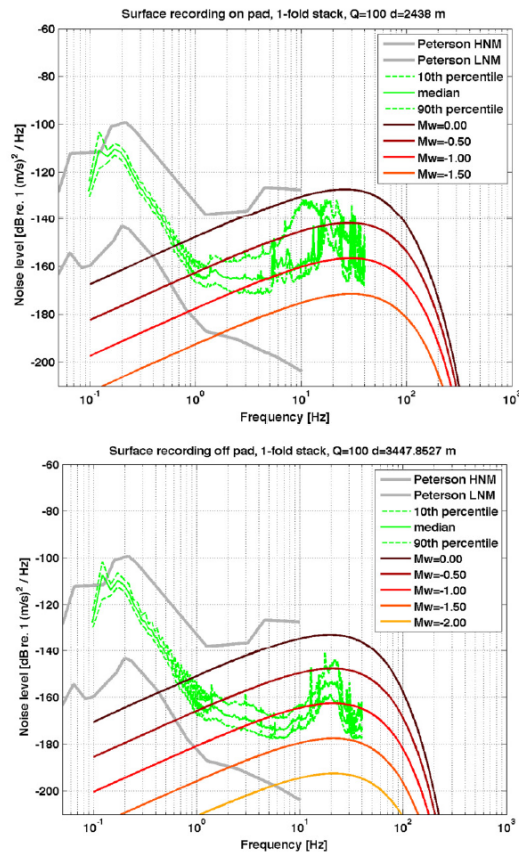 Surface recording on pad, 1-fold stack, Q=100 d=2438 m
-60
-80
-100
-120
-140
-160
-180
-200
Noise level [dB re. 1 (m/s)² / Hz]
Peterson HNM
Peterson LNM
10th percentile
median
90th percentile
Mw=0.00
Mw=-0.50
Mw=-1.00
Mw=-1.50
10⁻¹ 10⁰ 10¹ 10² 10³
Frequency [Hz]
Surface recording off pad, 1-fold stack, Q=100 d=3447.8527 m
-60
-80
-100
-120
-140
-160
-180
-200
Noise level [dB re. 1 (m/s)² / Hz]
Peterson HNM
Peterson LNM
10th percentile
median
90th percentile
Mw=0.00
Mw=-0.50
Mw=-1.00
Mw=-1.50
Mw=-2.00
10⁻¹ 10⁰ 10¹ 10² 10³
Frequency [Hz]